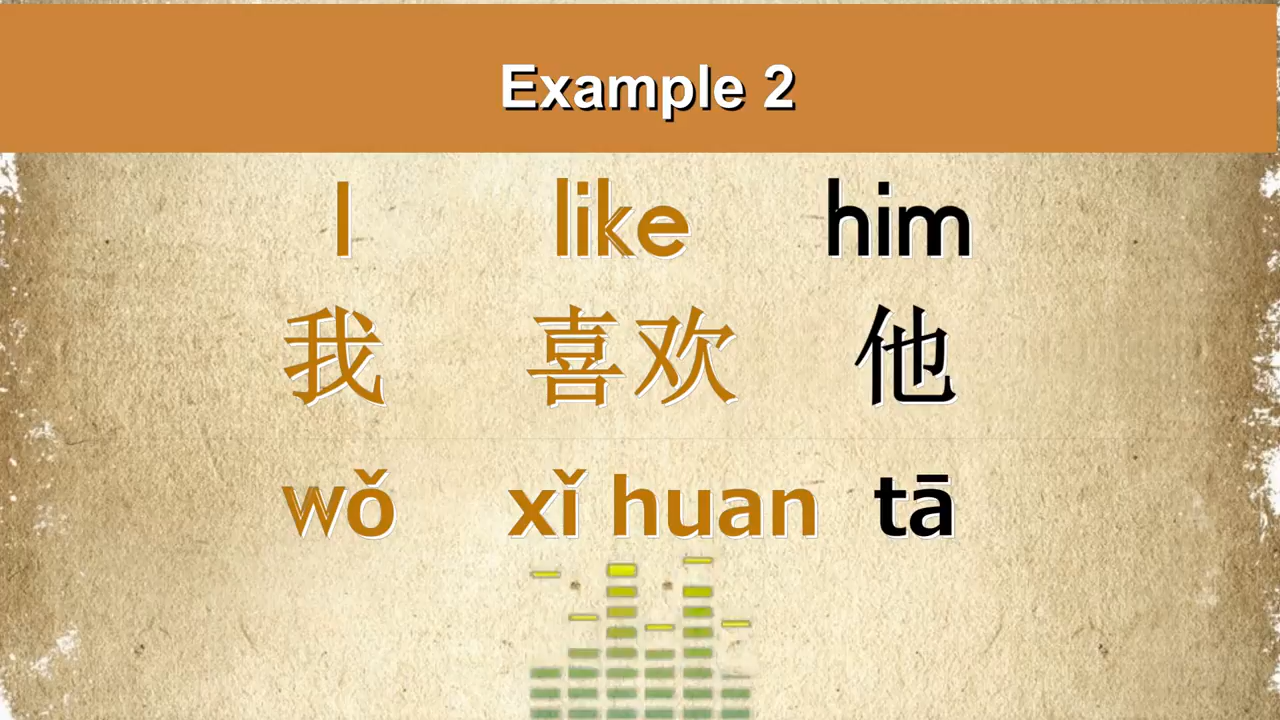 Example 2
I like him
我 喜欢 他
wǒ xǐ huan tā